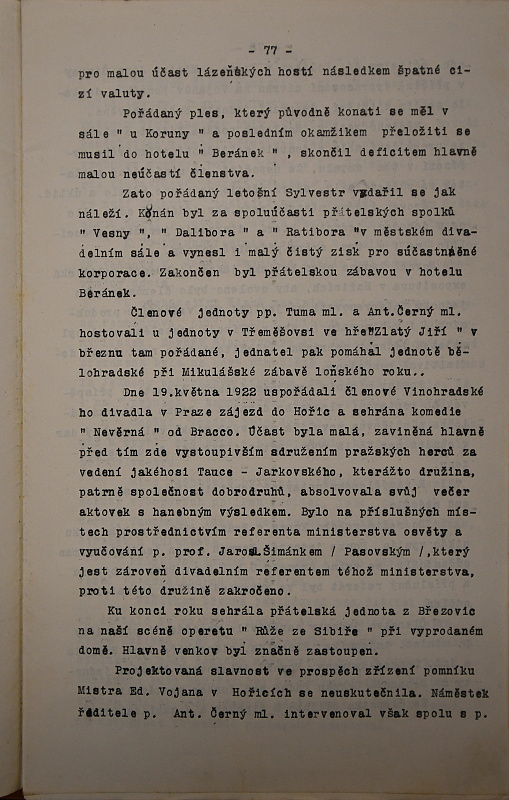 - 77 -
pro malou účast lázeňských hostí následkem špatné ci-
zí valuty.
Pořádaný ples, který původně konati se měl v
sále " u Koruny " a posledním okamžikem přeložiti se
musil do hotelu " Beránek " , skončil deficitem hlavně
malou neúčastí členstva.
Zato pořádaný letošní Sylvestr vydařil se jak
náleží. Konán byl za spoluúčasti přátelských spolků
" Vesny ", " Dalibora " a " Ratibora "v městském diva-
delním sále a vynesl i malý čistý zisk pro súčastněné
korporace. Zakončen byl přátelskou zábavou v hotelu
Beránek.
Členové jednoty pp. Tuma ml. a Ant.Černý ml.
hostovali u jednoty v Třeměšovsi ve hře"Zlatý Jiří " v
březnu tam pořádané, jednatel pak pomáhal jednotě bě-
lohradské při Mikulášské zábavě loňského roku..
Dne 19.května 1922 uspořádali členové Vinohradské
ho divadla v Praze zájezd do Hořic a sehrána komedie
" Nevěrná " od Bracco. Účast byla malá, zaviněná hlavně
před tím zde vystoupivším sdružením pražských herců za
vedení jakéhosi Tauce - Jarkovského, kterážto družina,
patrně společnost dobrodruhů, absolvovala svůj večer
aktovek s hanebným výsledkem. Bylo na příslušných mís-
tech prostřednictvím referenta ministerstva osvěty a
vyučování p. prof. Jarosl.Šimánkem / Pasovským /,který
jest zároveň divadelním referentem téhož ministerstva,
proti této družině zakročeno.
Ku konci roku sehrála přátelská jednota z Březovic
na naší scéně operetu " Růže ze Sibiře " při vyprodaném
domě. Hlavně venkov byl značně zastoupen.
Projektovaná slavnost ve prospěch zřízení pomníku
Mistra Ed. Vojana v Hořicích se neuskutečnila. Náměstek
ředitele p. Ant. Černý ml. intervenoval však spolu s p.